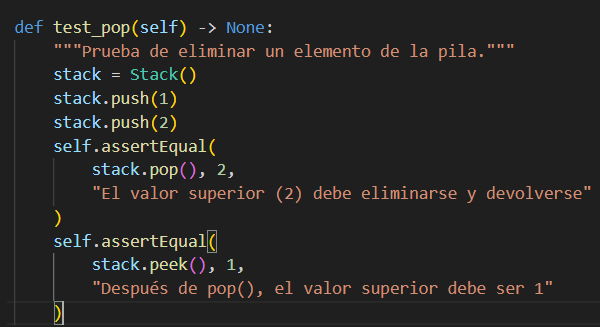 def test_pop(self) -> None:
    """Prueba de eliminar un elemento de la pila."""
    stack = Stack()
    stack.push(1)
    stack.push(2)
    self.assertEqual(
        stack.pop(), 2,
        "El valor superior (2) debe eliminarse y devolverse"
    )
    self.assertEqual(
        stack.peek(), 1,
        "Después de pop(), el valor superior debe ser 1"
    )